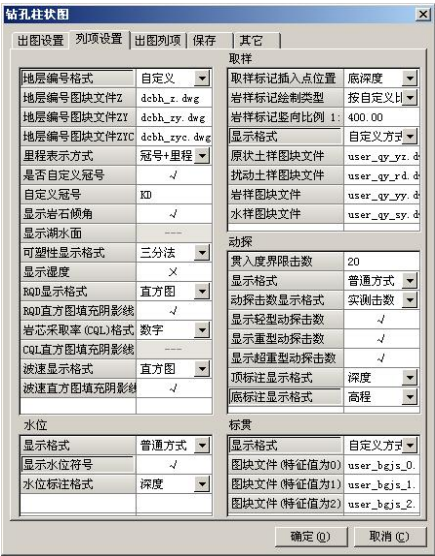 钻孔柱状图
出图设置 列项设置 出图列项 保存 其它
地层编号格式 自定义
地层编号图块文件Z dcbh_z.dwg
地层编号图块文件ZY dcbh_zy.dwg
地层编号图块文件ZYC dcbh_zyc.dwg
里程表示方式 冠号+里程
是否自定义冠号 √
自定义冠号 KD
显示岩石倾角 √
显示湖水面 ---
可塑性显示格式 三分法
显示湿度 ×
RQD显示格式 直方图
RQD直方图填充阴影线 √
岩芯采取率(CQL)格式 数字
CQL直方图填充阴影线 ---
波速显示格式 直方图
波速直方图填充阴影线 √
水位
显示格式 普通方式
显示水位符号 √
水位标注格式 深度
取样
取样标记插入点位置 底深度
岩样标记绘制类型 按自定义比
岩样标记竖向比例 1: 400.00
显示格式 自定义方式
原状土样图块文件 user_qy_yz.d
扰动土样图块文件 user_qy_rd.d
岩样图块文件 user_qy_yy.d
水样图块文件 user_qy_sy.d
动探
贯入度界限击数 20
显示格式 普通方式
动探击数显示格式 实测击数
显示轻型动探击数 √
显示重型动探击数 √
显示超重型动探击数 √
顶标注显示格式 深度
底标注显示格式 高程
标贯
显示格式 自定义方式
图块文件(特征值为0) user_bgjs_0.
图块文件(特征值为1) user_bgjs_1.
图块文件(特征值为2) user_bgjs_2.
确定(O) 取消(C)